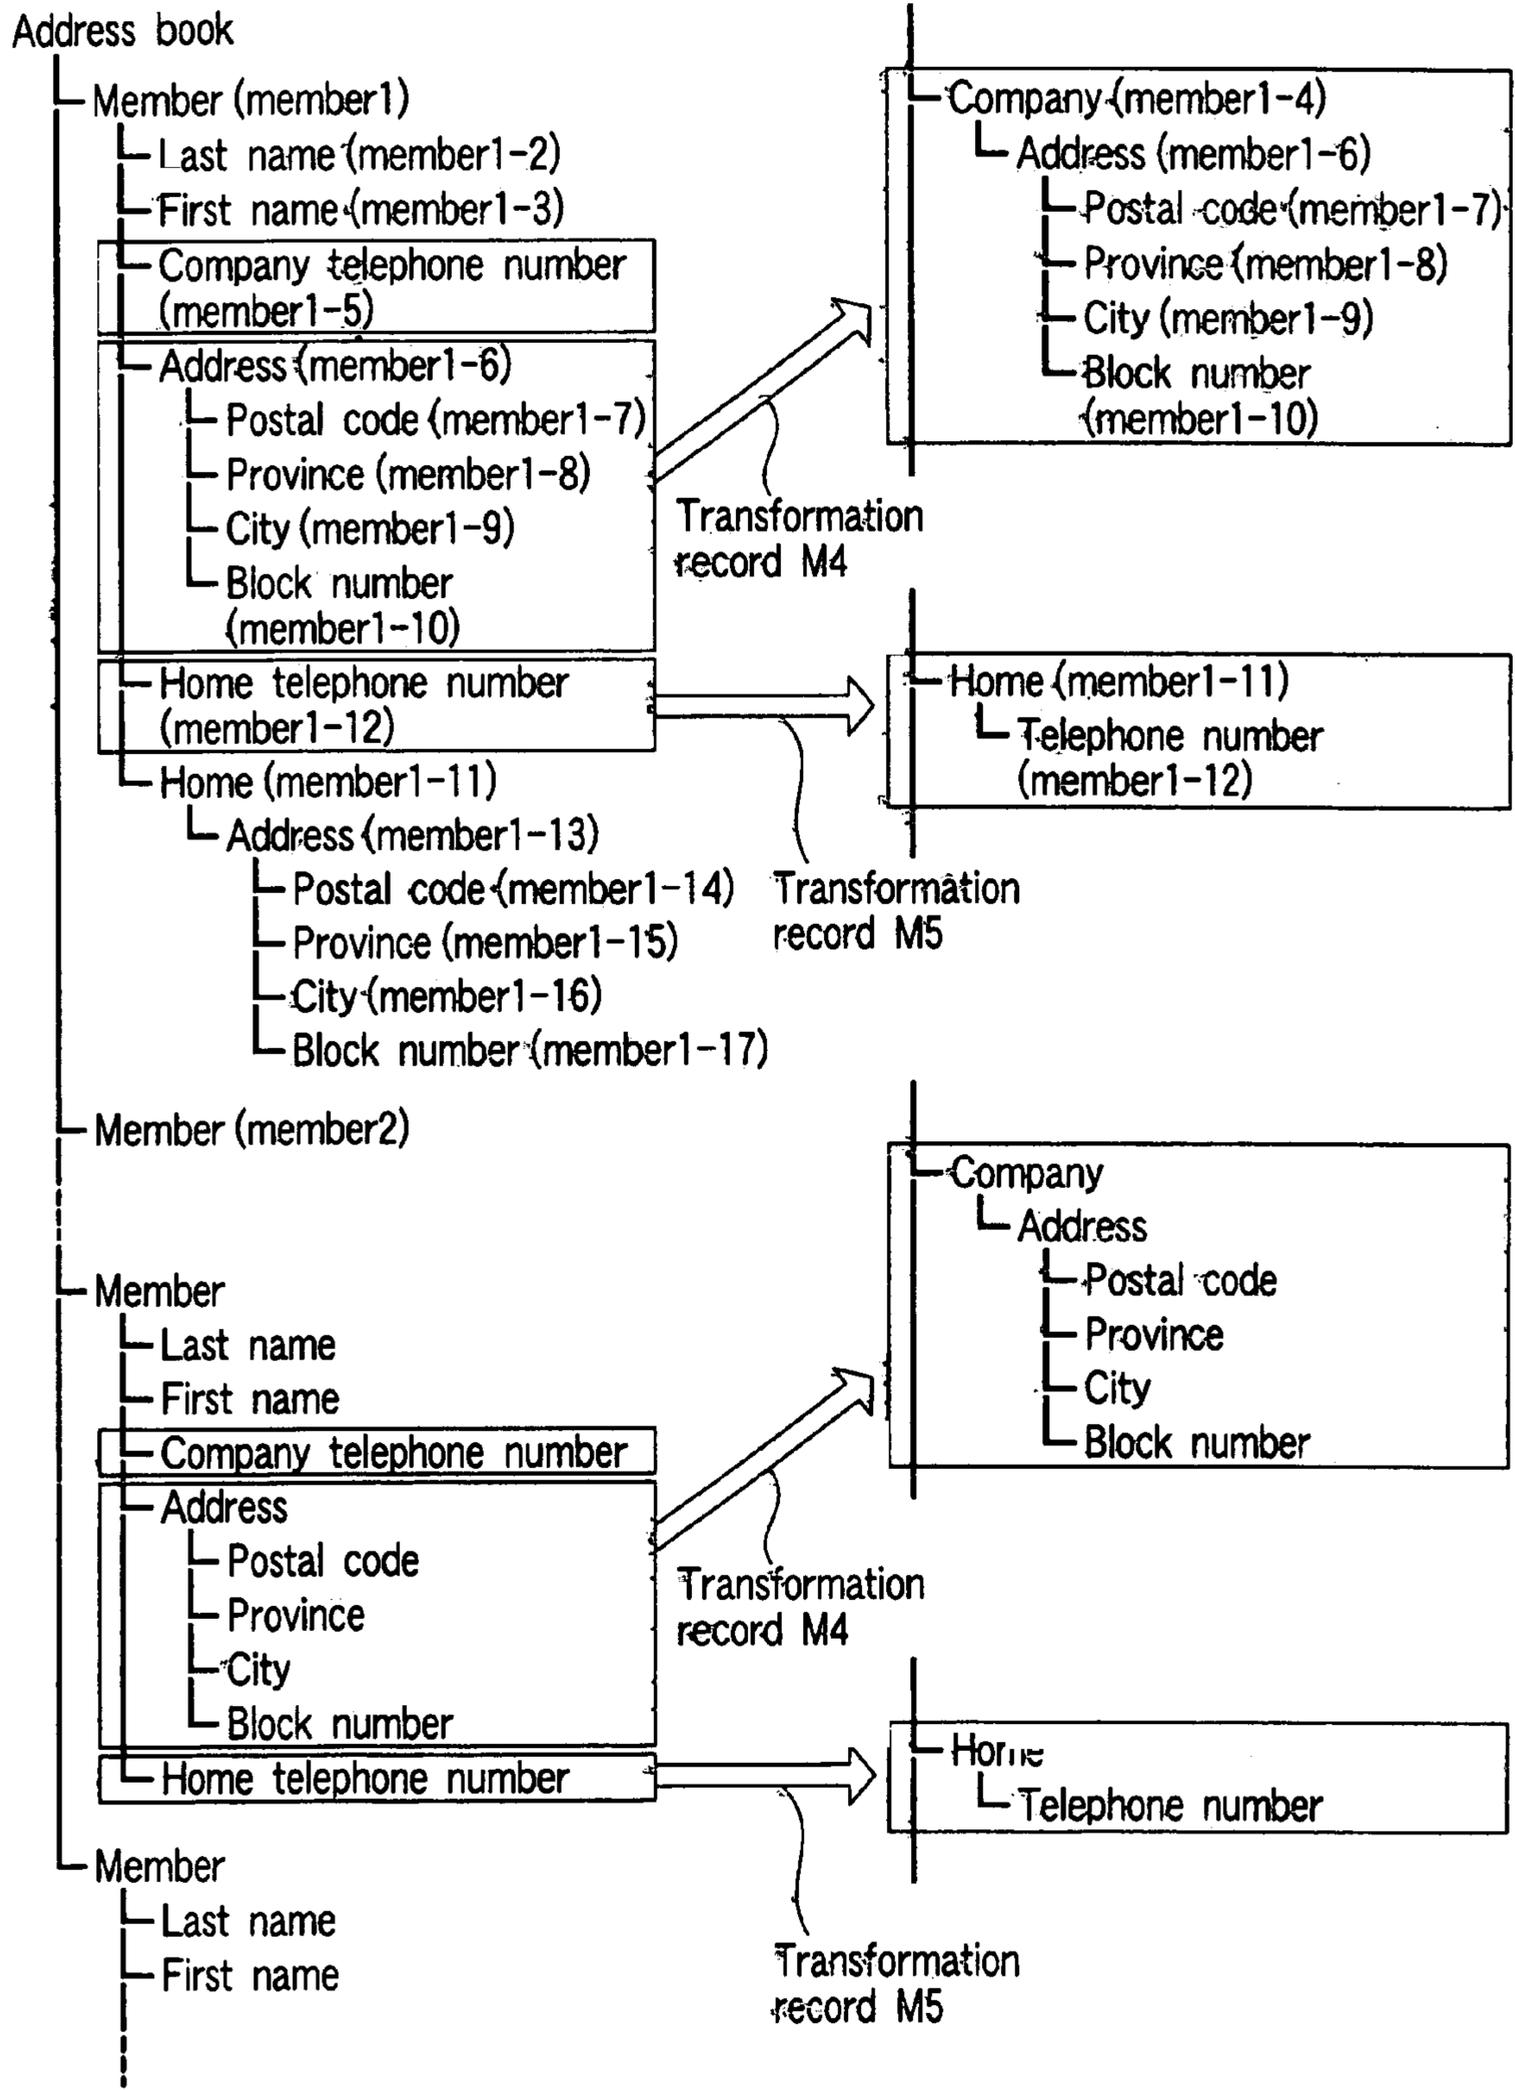 Address book
Member (member1)
Last name (member1-2)
First name (member1-3)
Company telephone number
(member1-5)
Address (member1-6)
Postal code (member1-7)
Province (member1-8)
City (member1-9)
Block number
(member1-10)
Home telephone number
(member1-12)
Home (member1-11)
Address (member1-13)
Postal code (member1-14)
Province (member1-15)
City (member1-16)
Block number (member1-17)
Company (member1-4)
Address (member1-6)
Postal code (member1-7)
Province (member1-8)
City (member1-9)
Block number
(member1-10)
Transformation
record M4
Home (member1-11)
Telephone number
(member1-12)
Transformation
record M5
Member (member2)
Member
Last name
First name
Company telephone number
Address
Postal code
Province
City
Block number
Home telephone number
Company
Address
Postal code
Province
City
Block number
Transformation
record M4
Home
Telephone number
Transformation
record M5
Member
Last name
First name